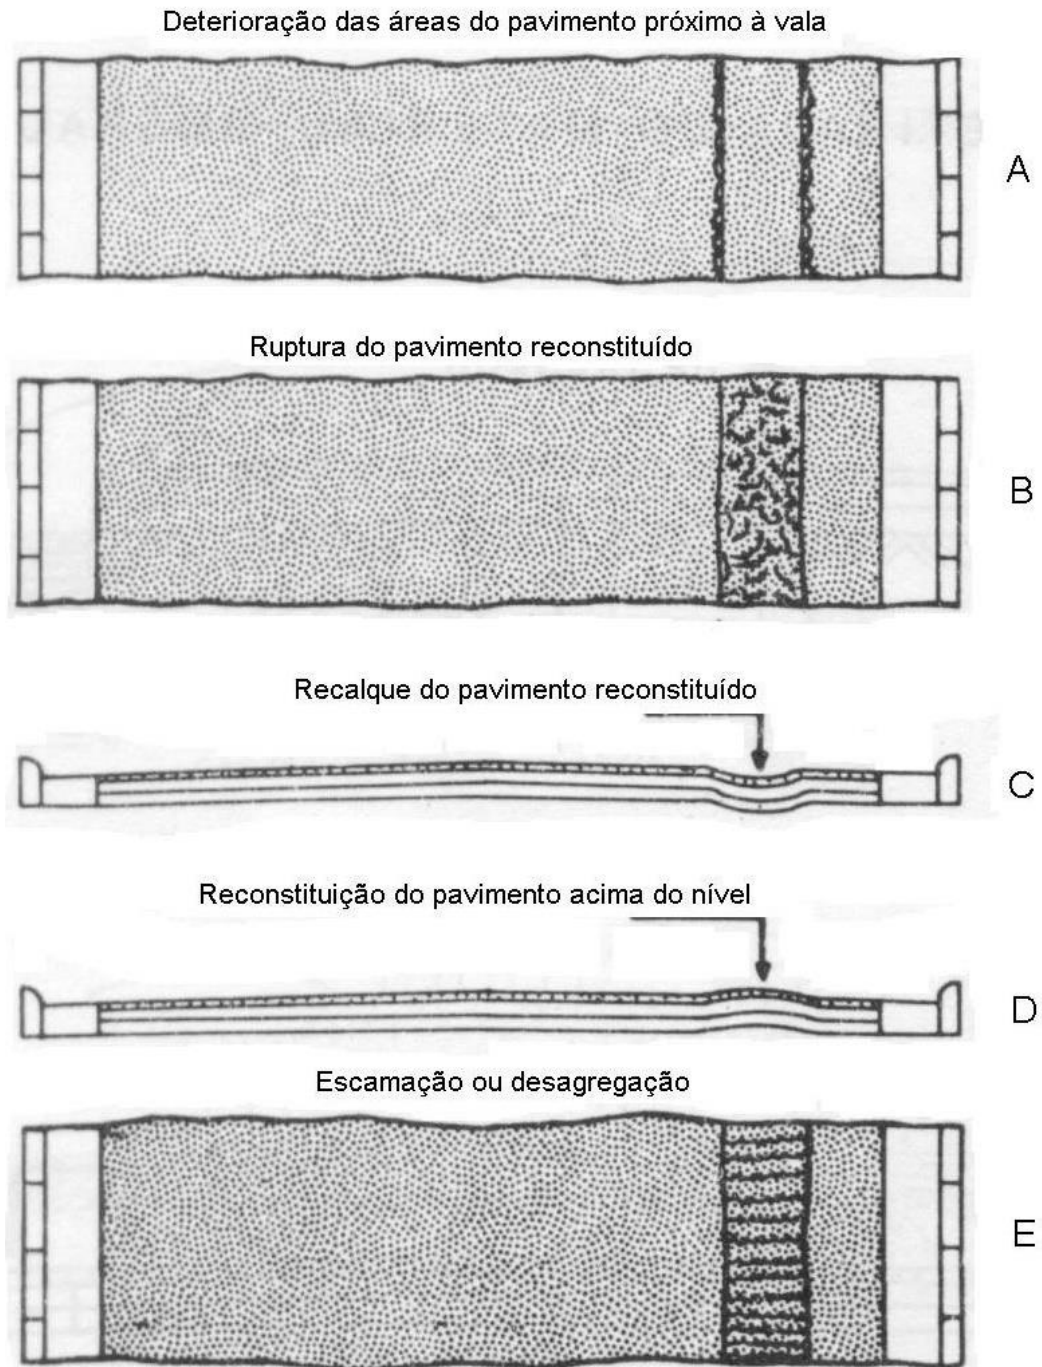 Deterioração das áreas do pavimento próximo à vala
A
Ruptura do pavimento reconstituído
B
Recalque do pavimento reconstituído
C
Reconstituição do pavimento acima do nível
D
Escamação ou desagregação
E